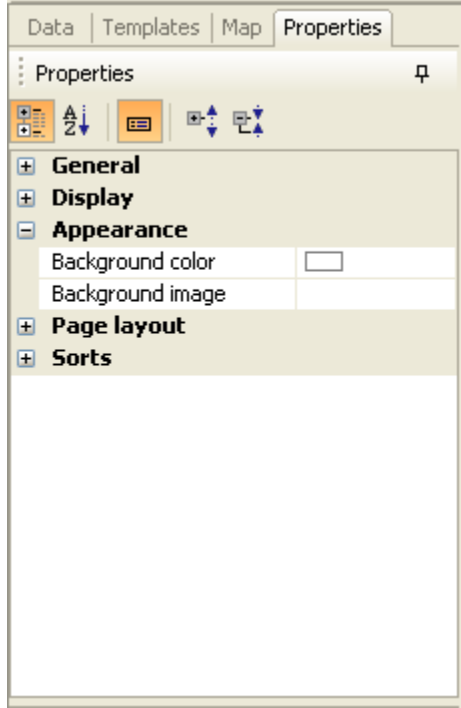 Data Templates Map Properties
Properties
General
Display
Appearance
Background color
Background image
Page layout
Sorts